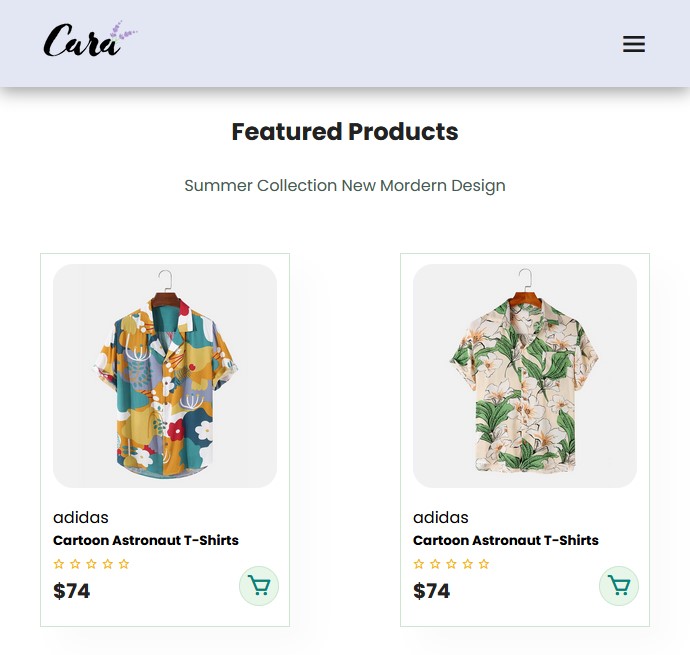 Cara
Featured Products
Summer Collection New Mordern Design
adidas
Cartoon Astronaut T-Shirts
$74
adidas
Cartoon Astronaut T-Shirts
$74